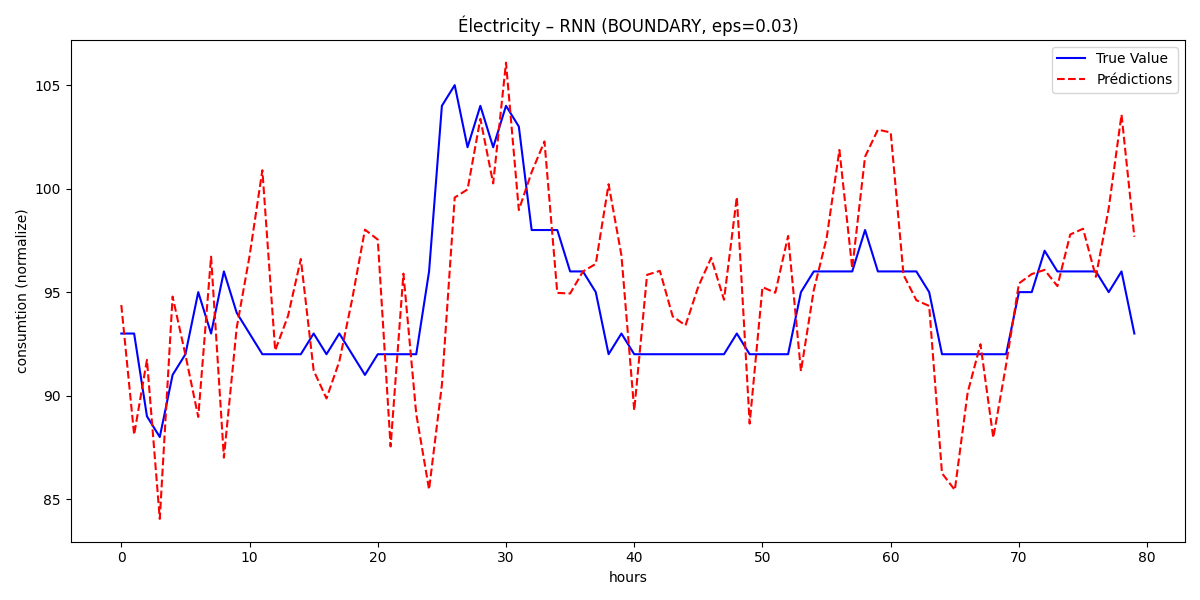 Électricity – RNN (BOUNDARY, eps=0.03)
True Value
Prédictions
consumtion (normalize)
105
100
95
90
85
0 10 20 30 40 50 60 70 80
hours